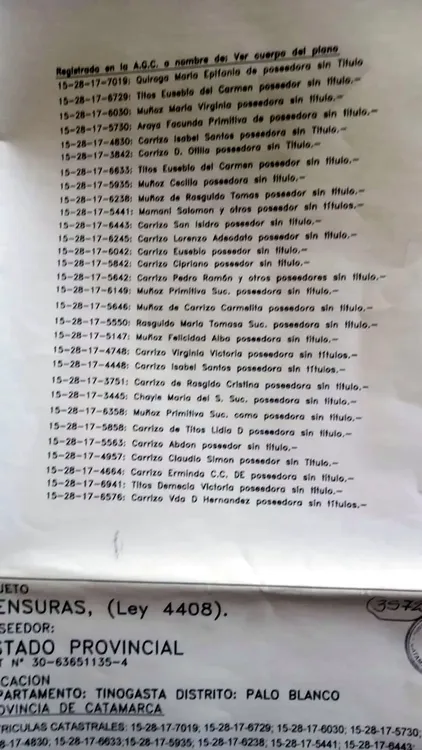 Registrado en la A.G.C. a nombre de: Ver cuerpo del plano
15-28-17-7019: Quiroga Maria Epifania de poseedora sin Titulo
15-28-17-6729: Titos Eusebio del Carmen poseedor sin Titulo.-
15-28-17-6030: Muñoz Maria Virginia poseedora sin titulo.-
15-28-17-5730: Araya Facunda Primitiva de poseedora sin titulo.-
15-28-17-4830: Carrizo Isabel Santos poseedora sin Titulo.-
15-28-17-3842: Carrizo D. Ofilia poseedora sin Titulo.-
15-28-17-6633: Titos Eusebio del Carmen poseedor sin titulo.-
15-28-17-5935: Muñoz Cecilia poseedora sin titulo.-
15-28-17-6238: Muñoz de Rasguido Tomas poseedor sin titulo.-
15-28-17-5441: Mamani Salomon y otros poseedor sin titulos.-
15-28-17-6443: Carrizo San Isidro poseedor sin titulo.-
15-28-17-6245: Carrizo Lorenzo Adeodato poseedor sin titulo.-
15-28-17-6042: Carrizo Eusebio poseedor sin titulo.-
15-28-17-5842: Carrizo Cipriano poseedor sin titulo.-
15-28-17-5642: Carrizo Pedro Ramón y otros poseedores sin titulo.-
15-28-17-6149: Muñoz Primitiva Suc. poseedor sin titulo.-
15-28-17-5646: Muñoz de Carrizo Carmelita poseedor sin titulo.-
15-28-17-5550: Rasguido Maria Tomasa Suc. poseedor sin titulo.-
15-28-17-5147: Muñoz Felicidad Alba poseedora sin titulo.-
15-28-17-4748: Carrizo Virginia Victoria poseedora sin titulos.-
15-28-17-4448: Carrizo Isabel Santos poseedora sin titulos.-
15-28-17-3751: Carrizo de Rasgido Cristina poseedora sin titulo.-
15-28-17-3445: Chayle Maria del S. Suc. poseedora sin titulo.-
15-28-17-6358: Muñoz Primitiva Suc. como poseedora sin titulo.-
15-28-17-5858: Carrizo de Titos Lidia D poseedora sin titulo.-
15-28-17-5563: Carrizo Abdon poseedor sin titulo.-
15-28-17-4957: Carrizo Claudio Simon poseedor sin Titulo.-
15-28-17-4664: Carrizo Erminda C.C. DE poseedora sin titulo.-
15-28-17-6941: Titos Demecia Victoria poseedora sin titulo.-
15-28-17-6576: Carrizo Vda D Hernandez poseedora sin títulos.-
JETO
ENSURAS, (Ley 4408).
3972
SEEDOR:
STADO PROVINCIAL
T N° 30-63651135-4
ICACION
PARTAMENTO: TINOGASTA DISTRITO: PALO BLANCO
OVINCIA DE CATAMARCA
TRICULAS CATASTRALES: 15-28-17-7019; 15-28-17-6729; 15-28-17-6030; 15-28-17-5730;
28-17-4830; 15-28-17-6633; 15-28-17-5935; 15-28-17-6238; 15-28-17-5441; 15-28-17-6443;